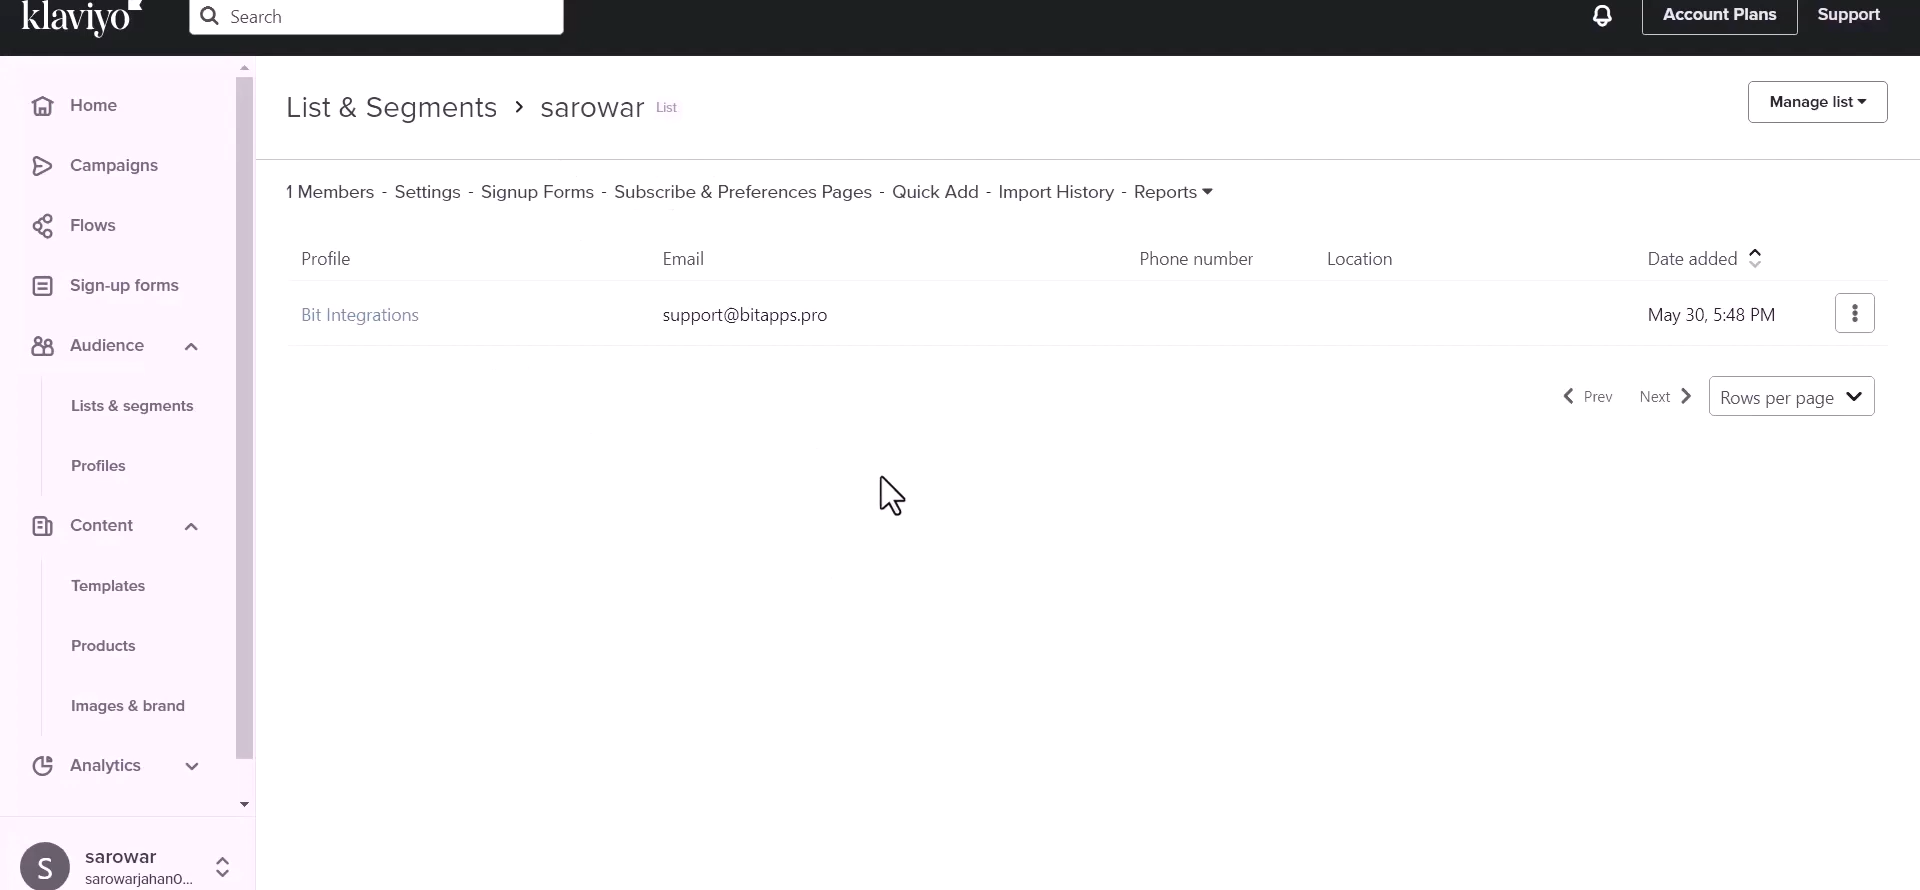 klaviyo
Search
Account Plans
Support
Home
Campaigns
Flows
Sign-up forms
Audience
Lists & segments
Profiles
Content
Templates
Products
Images & brand
Analytics
S
sarowar
sarowarjahan0...
List & Segments > sarowar List
Manage list
1 Members - Settings - Signup Forms - Subscribe & Preferences Pages - Quick Add - Import History - Reports
Profile Email Phone number Location Date added
Bit Integrations support@bitapps.pro May 30, 5:48 PM
Prev Next Rows per page